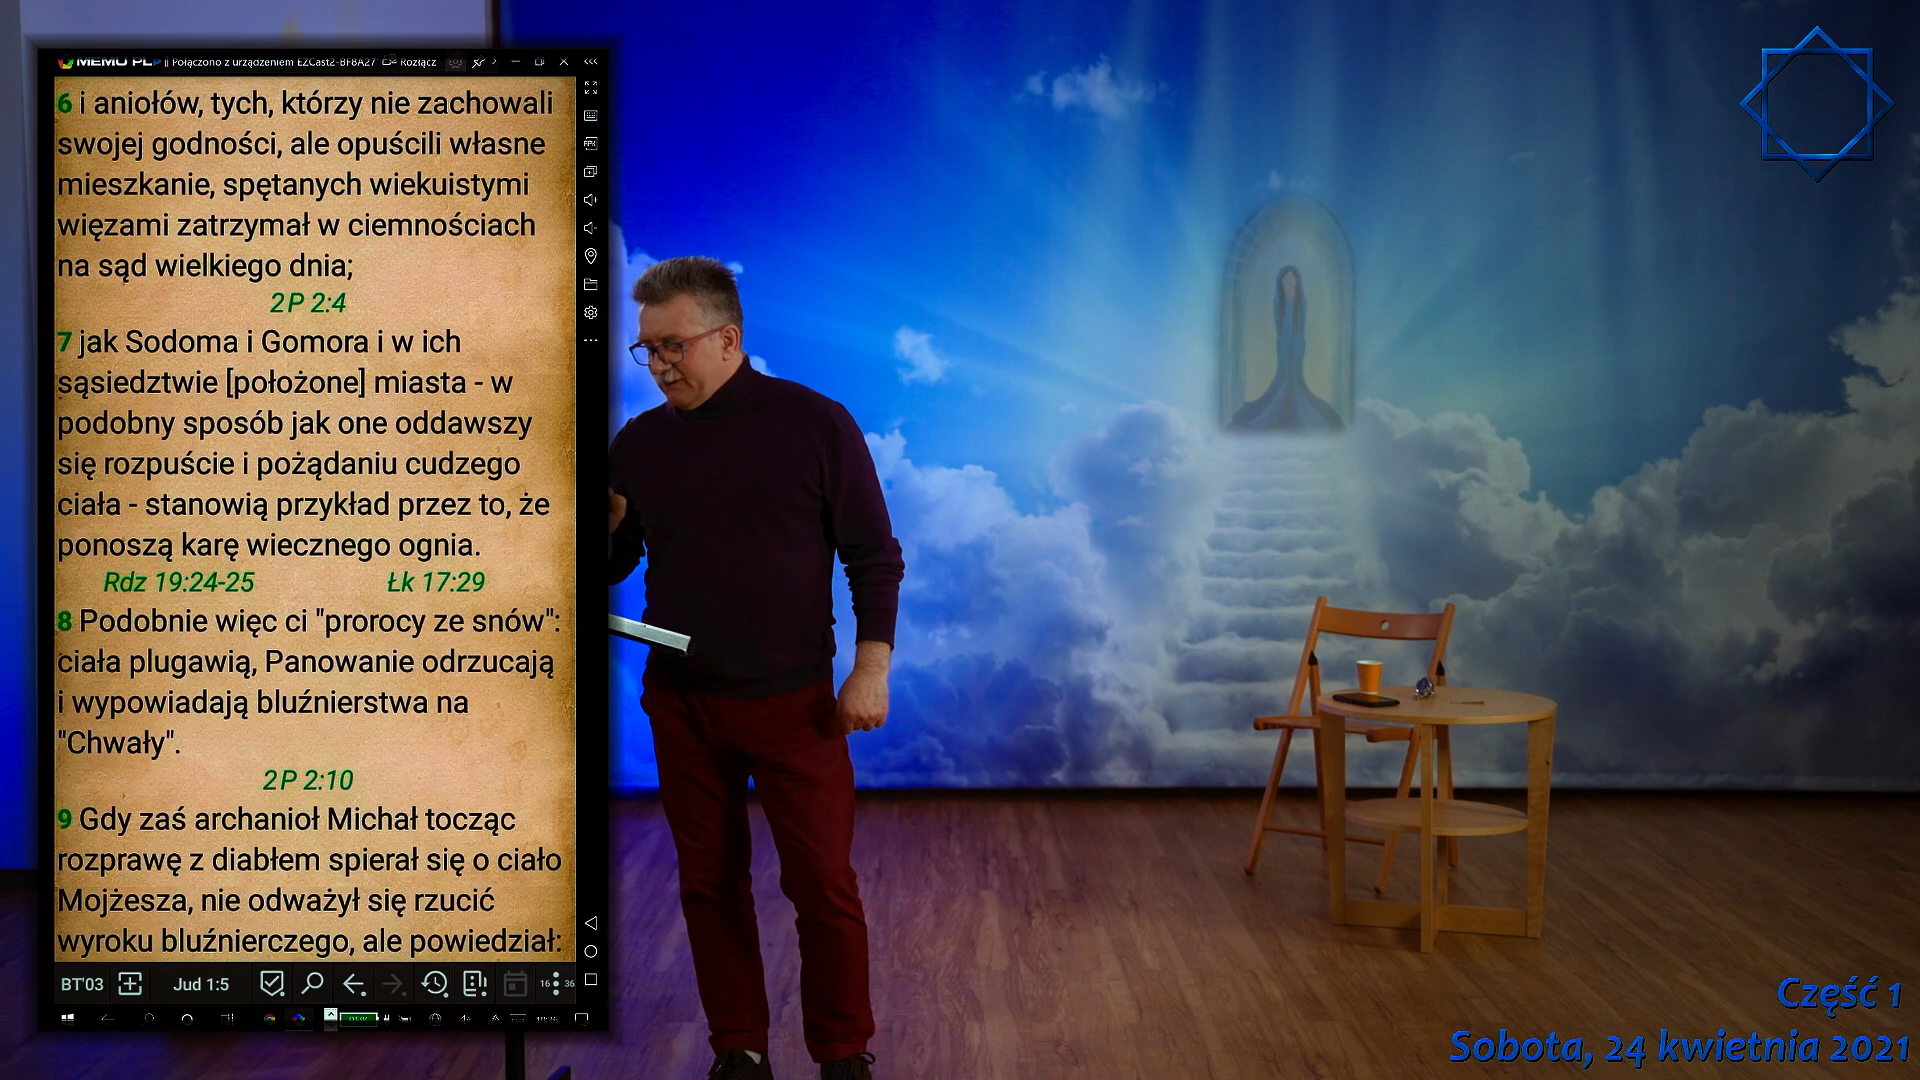 MEMU PL
Połączono z urządzeniem EZCast2-BF8A27
Rozłącz
6 i aniołów, tych, którzy nie zachowali
swojej godności, ale opuścili własne
mieszkanie, spętanych wiekuistymi
więzami zatrzymał w ciemnościach
na sąd wielkiego dnia;
2P 2:4
7 jak Sodoma i Gomora i w ich
sąsiedztwie [położone] miasta - w
podobny sposób jak one oddawszy
się rozpuście i pożądaniu cudzego
ciała - stanowią przykład przez to, że
ponoszą karę wiecznego ognia.
Rdz 19:24-25 Łk 17:29
8 Podobnie więc ci "prorocy ze snów":
ciała plugawią, Panowanie odrzucają
i wypowiadają bluźnierstwa na
"Chwały".
2P 2:10
9 Gdy zaś archanioł Michał tocząc
rozprawę z diabłem spierał się o ciało
Mojżesza, nie odważył się rzucić
wyroku bluźnierczego, ale powiedział:
BT'03 Jud 1:5 16 36
Część 1
Sobota, 24 kwietnia 2021